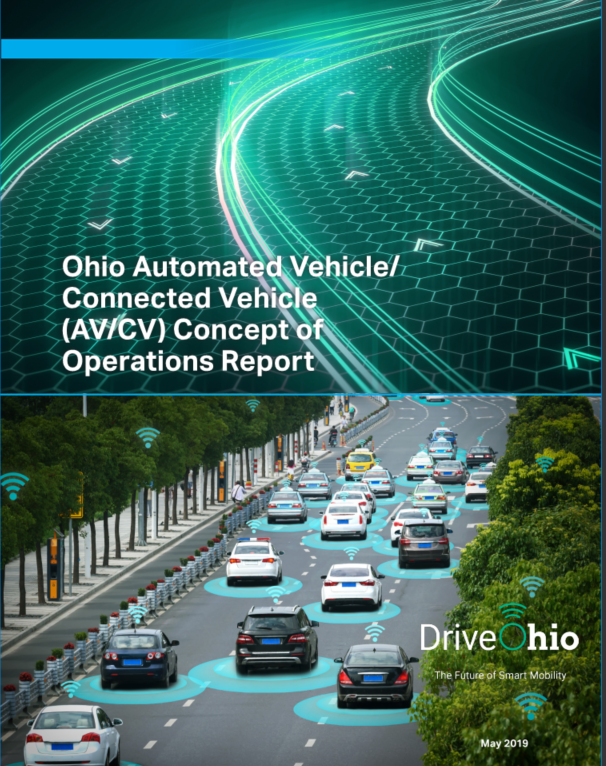 Ohio Automated Vehicle/
Connected Vehicle
(AV/CV) Concept of
Operations Report
DriveOhio
The Future of Smart Mobility
May 2019